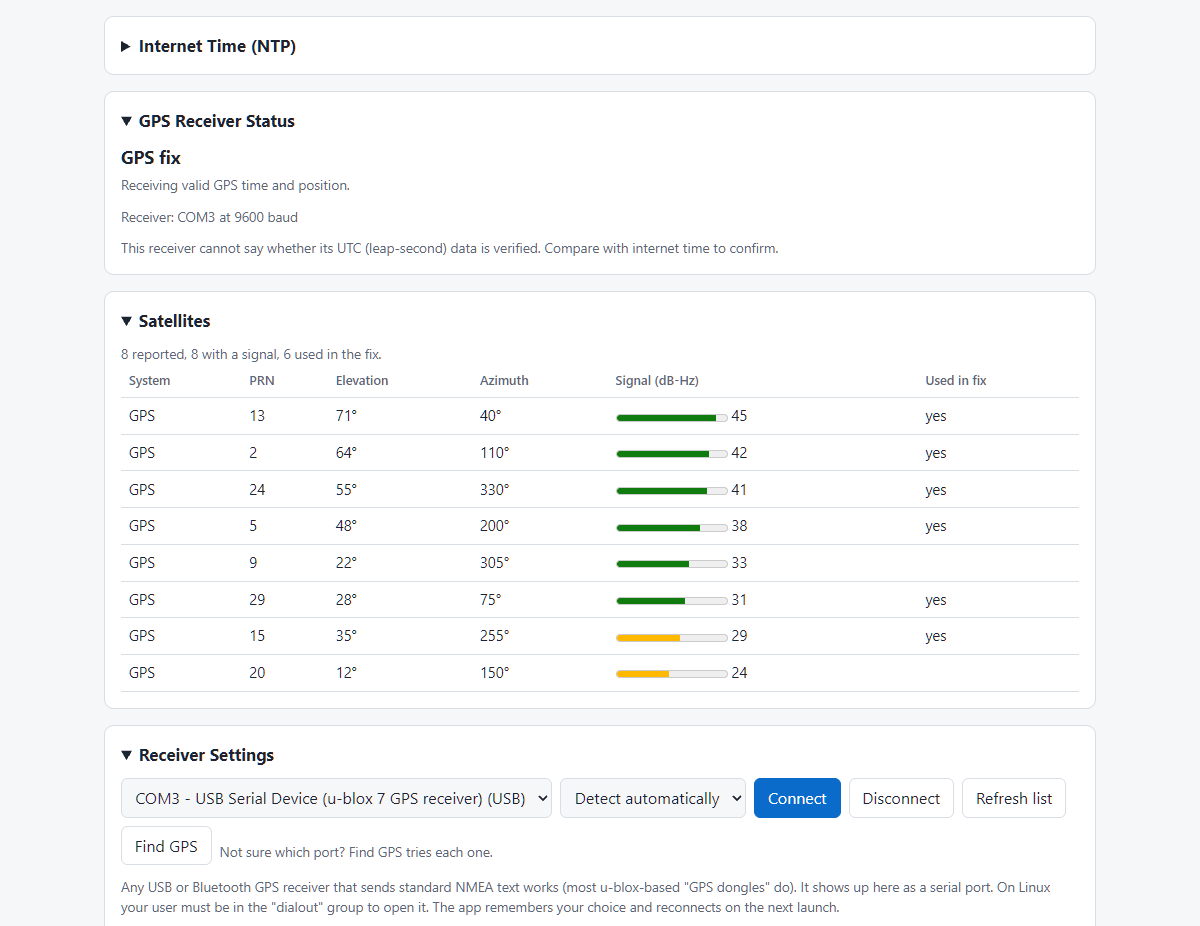 Internet Time (NTP)
GPS Receiver Status
GPS fix
Receiving valid GPS time and position.
Receiver: COM3 at 9600 baud
This receiver cannot say whether its UTC (leap-second) data is verified. Compare with internet time to confirm.
Satellites
8 reported, 8 with a signal, 6 used in the fix.
System PRN Elevation Azimuth Signal (dB-Hz) Used in fix
GPS 13 71° 40° 45 yes
GPS 2 64° 110° 42 yes
GPS 24 55° 330° 41 yes
GPS 5 48° 200° 38 yes
GPS 9 22° 305° 33
GPS 29 28° 75° 31 yes
GPS 15 35° 255° 29 yes
GPS 20 12° 150° 24
Receiver Settings
COM3 - USB Serial Device (u-blox 7 GPS receiver) (USB) Detect automatically Connect Disconnect Refresh list
Find GPS Not sure which port? Find GPS tries each one.
Any USB or Bluetooth GPS receiver that sends standard NMEA text works (most u-blox-based "GPS dongles" do). It shows up here as a serial port. On Linux
your user must be in the "dialout" group to open it. The app remembers your choice and reconnects on the next launch.